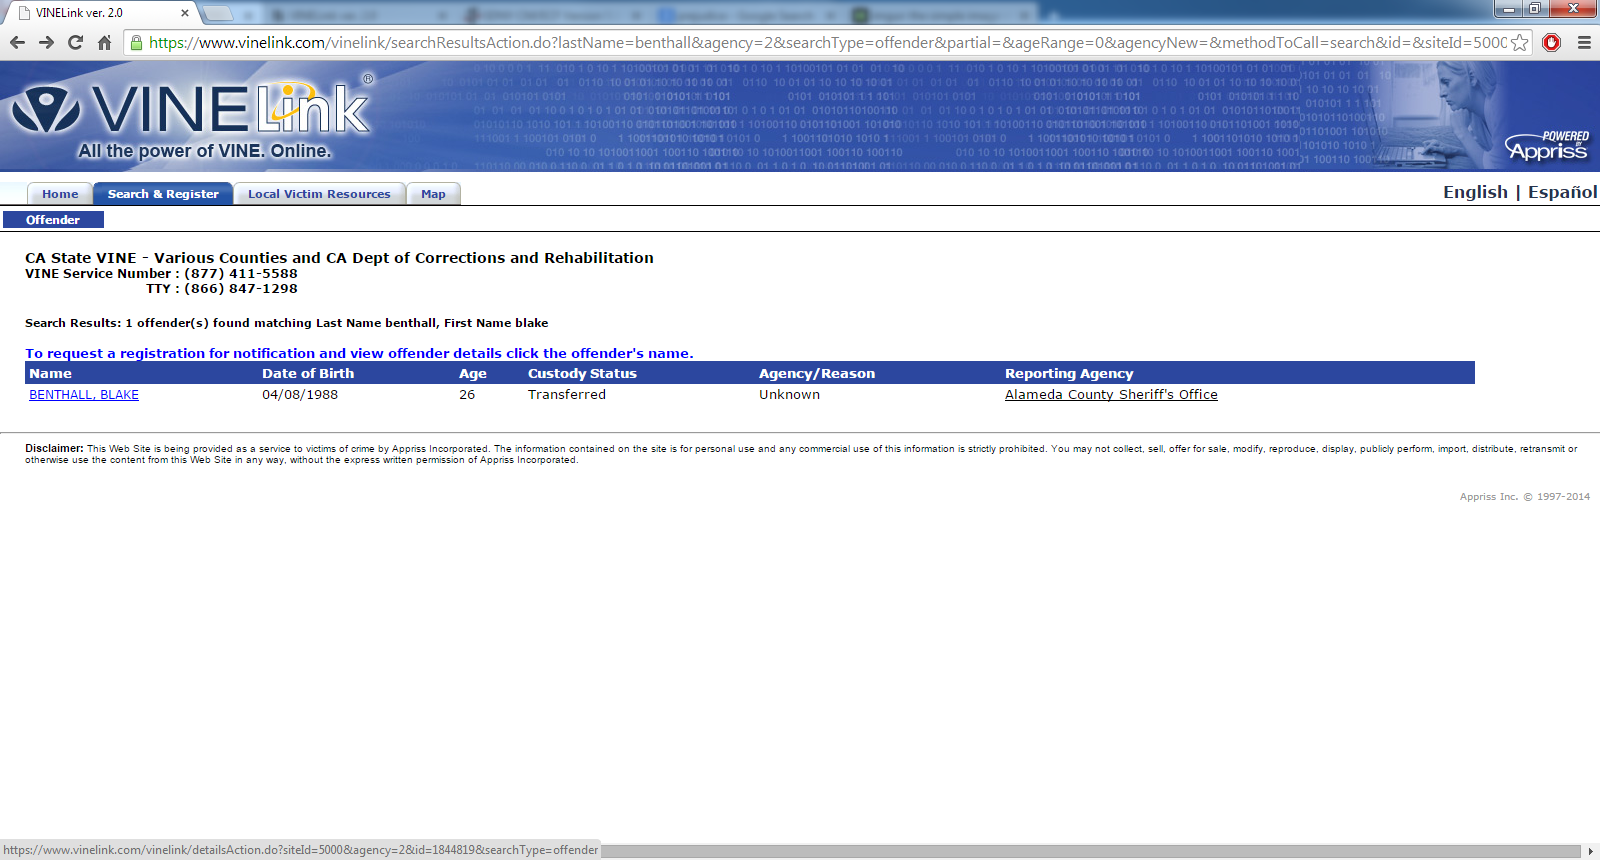 VINELink ver. 2.0
https://www.vinelink.com/vinelink/searchResultsAction.do?lastName=benthall&agency=2&searchType=offender&partial=&ageRange=0&agencyNew=&methodToCall=search&id=&siteId=5000
VINELink®
All the power of VINE. Online.
POWERED BY
Appriss
Home Search & Register Local Victim Resources Map
English | Español
Offender
CA State VINE - Various Counties and CA Dept of Corrections and Rehabilitation
VINE Service Number : (877) 411-5588
TTY : (866) 847-1298
Search Results: 1 offender(s) found matching Last Name benthall, First Name blake
To request a registration for notification and view offender details click the offender's name.
Name Date of Birth Age Custody Status Agency/Reason Reporting Agency
BENTHALL, BLAKE 04/08/1988 26 Transferred Unknown Alameda County Sheriff's Office
Disclaimer: This Web Site is being provided as a service to victims of crime by Appriss Incorporated. The information contained on the site is for personal use and any commercial use of this information is strictly prohibited. You may not collect, sell, offer for sale, modify, reproduce, display, publicly perform, import, distribute, retransmit or
otherwise use the content from this Web Site in any way, without the express written permission of Appriss Incorporated.
Appriss Inc. © 1997-2014
https://www.vinelink.com/vinelink/detailsAction.do?siteId=5000&agency=2&id=1844819&searchType=offender